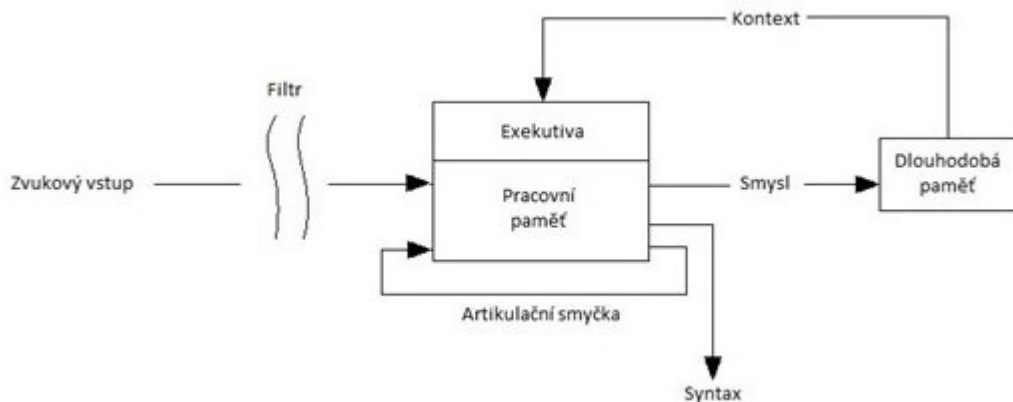 Kontext
Filtr
Exekutiva
Zvukový vstup
Pracovní
paměť
Smysl
Dlouhodobá
paměť
Artikulační smyčka
Syntax